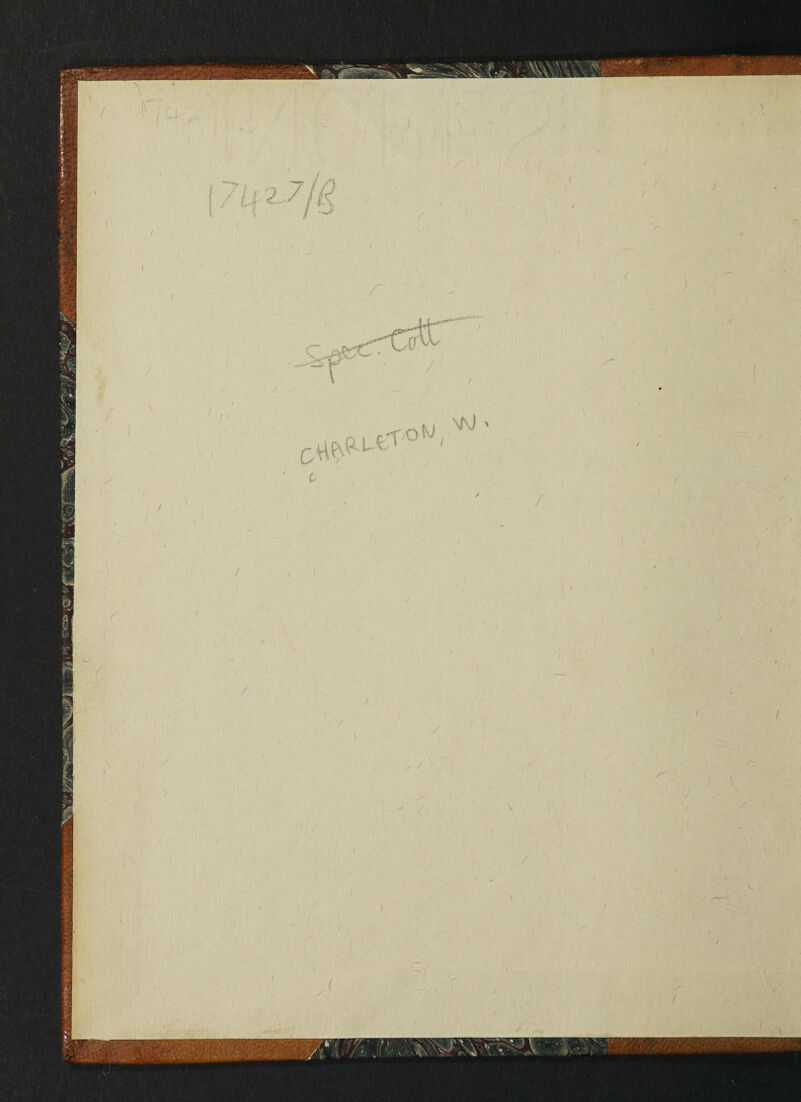 17427/B
Spec. Coll
CHARLETON, W.
c